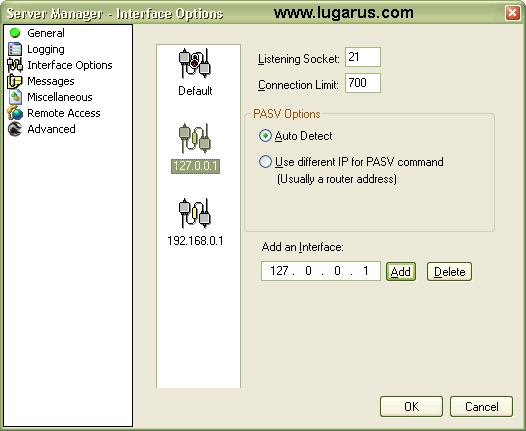 Server Manager - Interface Options
www.lugarus.com
General
Logging
Interface Options
Messages
Miscellaneous
Remote Access
Advanced
Default
127.0.0.1
192.168.0.1
Listening Socket: 21
Connection Limit: 700
PASV Options
Auto Detect
Use different IP for PASV command
(Usually a router address)
Add an Interface:
127 . 0 . 0 . 1
Add
Delete
OK
Cancel